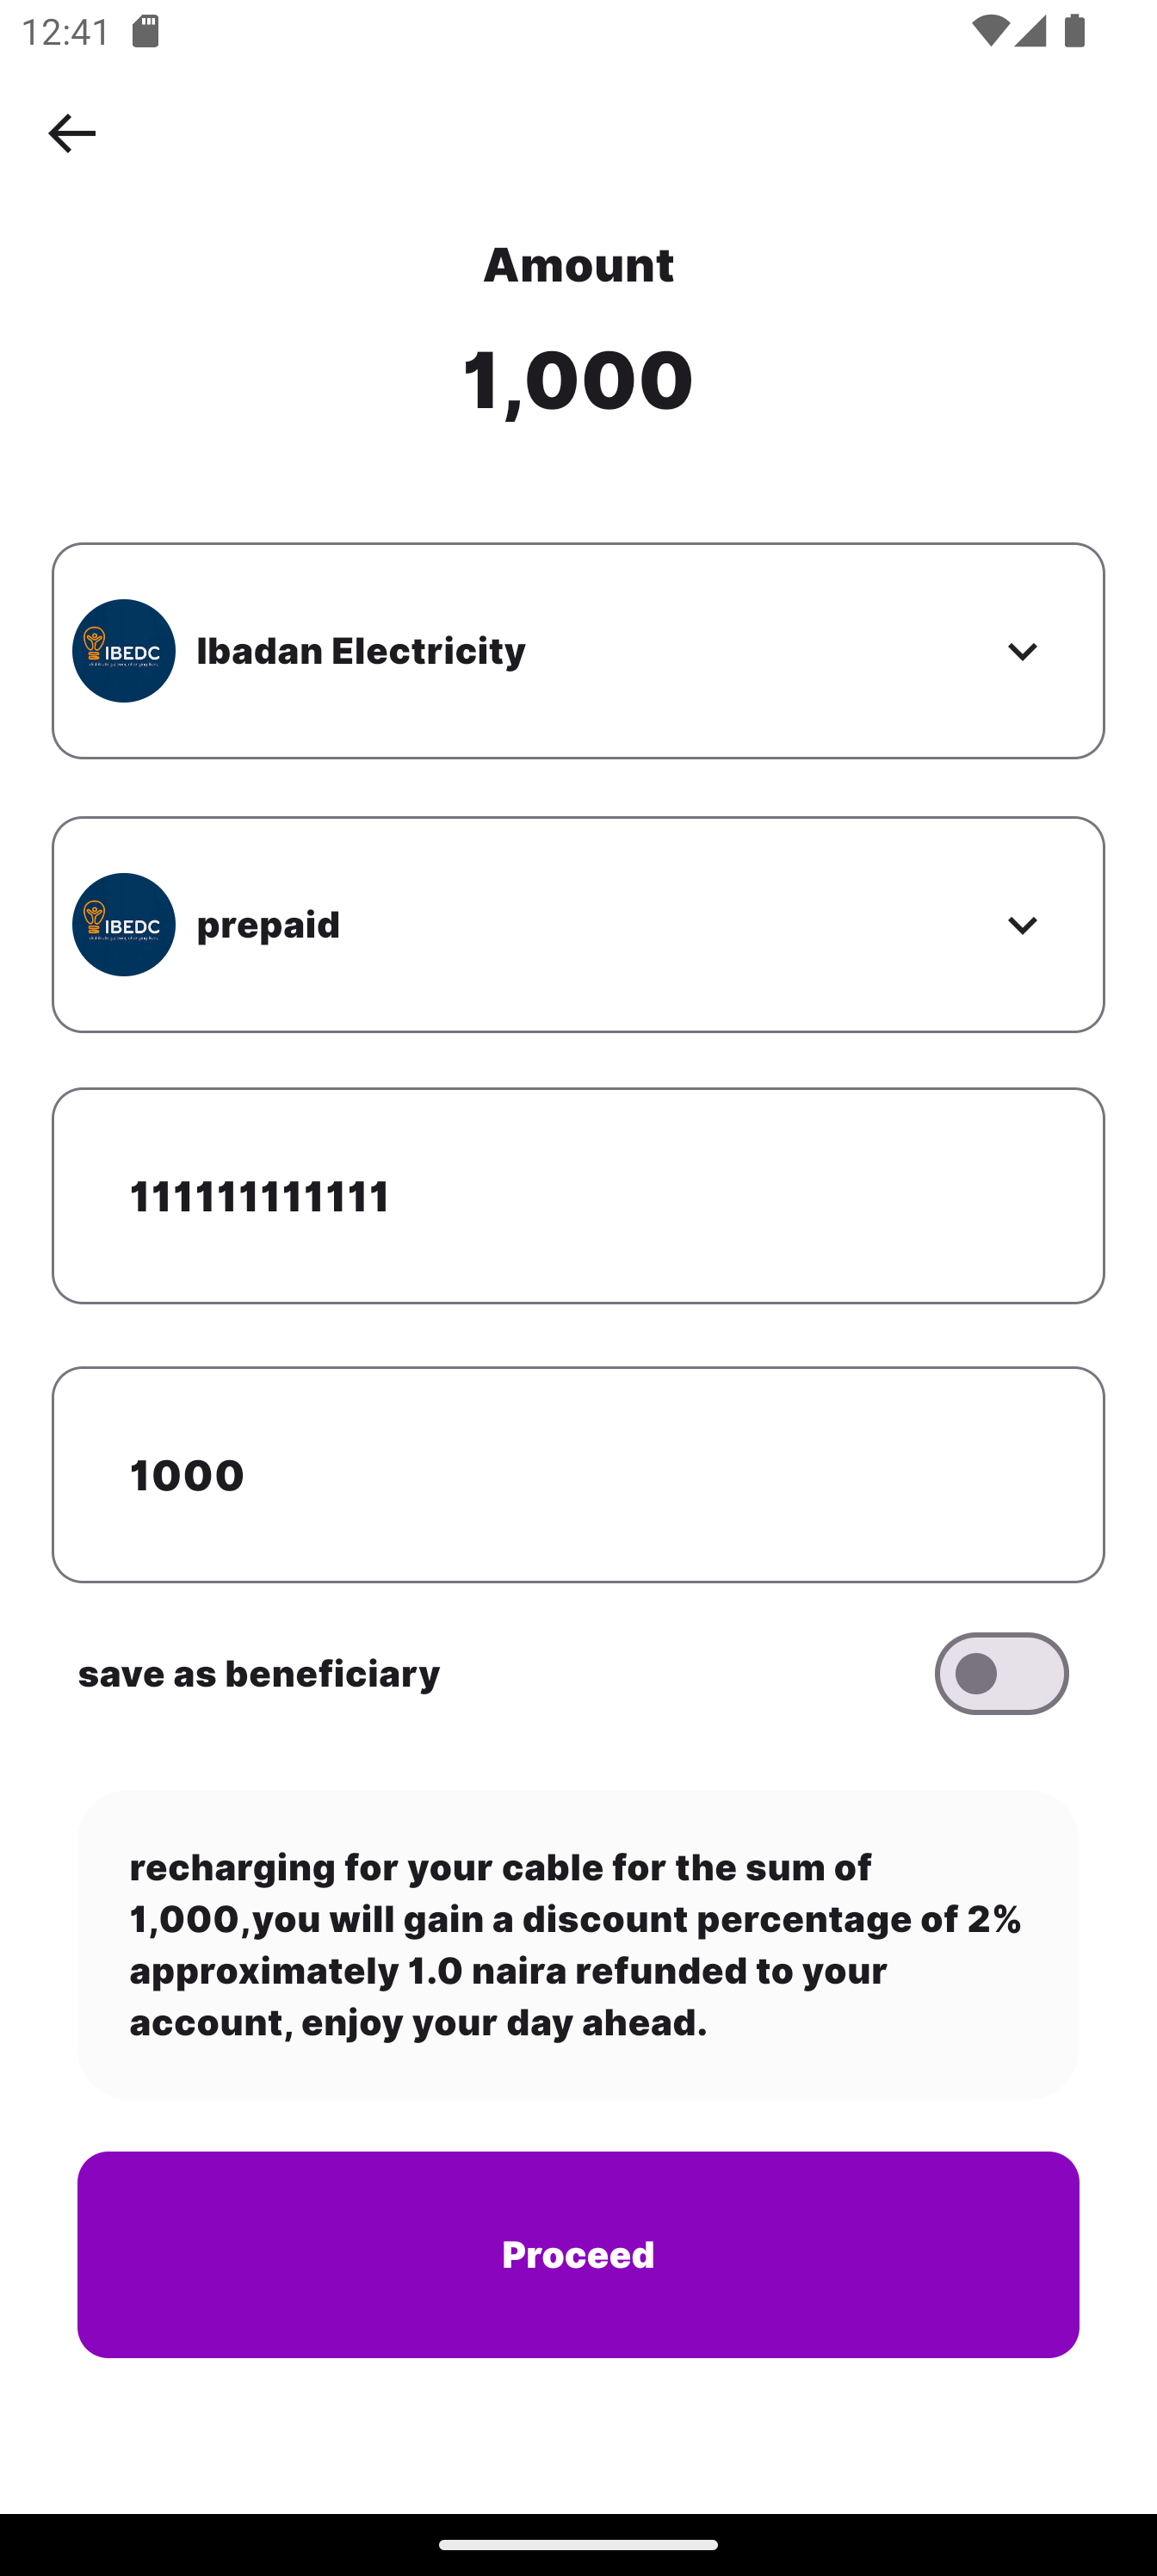 12:41
Amount
1,000
IBEDC
Ibadan Electricity
IBEDC
prepaid
111111111111
1000
save as beneficiary
recharging for your cable for the sum of
1,000,you will gain a discount percentage of 2%
approximately 1.0 naira refunded to your
account, enjoy your day ahead.
Proceed